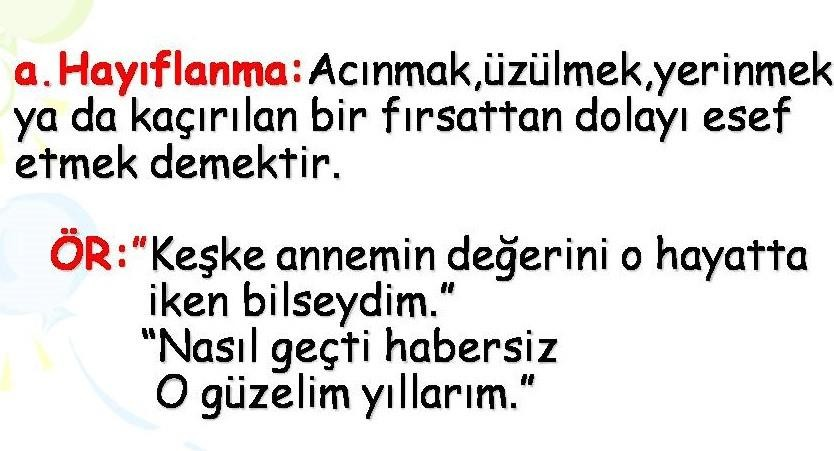 a.Hayıflanma:Acınmak,üzülmek,yerinmek
ya da kaçırılan bir fırsattan dolayı esef
etmek demektir.
ÖR:"Keşke annemin değerini o hayatta
iken bilseydim."
"Nasıl geçti habersiz
O güzelim yıllarım."